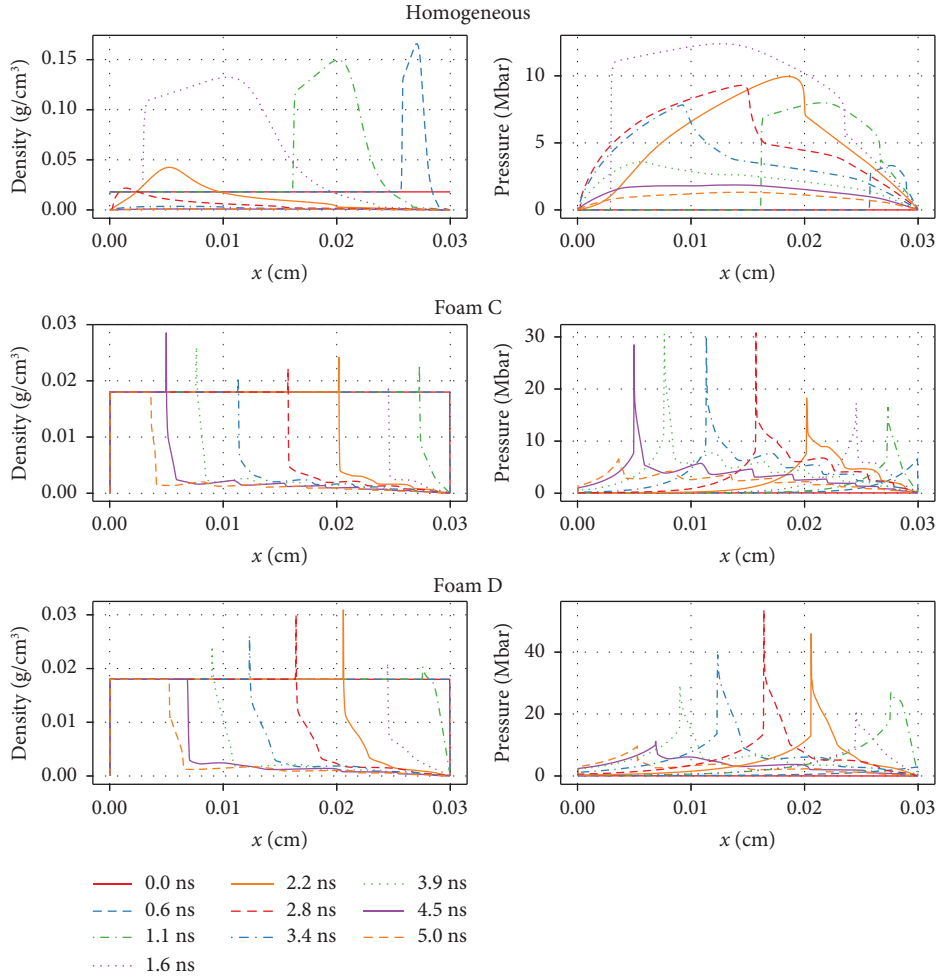 Homogeneous
Density (g/cm³)
0.15
0.10
0.05
0.00
0.00 0.01 0.02 0.03
x (cm)
Pressure (Mbar)
10
5
0
0.00 0.01 0.02 0.03
x (cm)
Foam C
Density (g/cm³)
0.03
0.02
0.01
0.00
0.00 0.01 0.02 0.03
x (cm)
Pressure (Mbar)
30
20
10
0
0.00 0.01 0.02 0.03
x (cm)
Foam D
Density (g/cm³)
0.03
0.02
0.01
0.00
0.00 0.01 0.02 0.03
x (cm)
Pressure (Mbar)
40
20
0
0.00 0.01 0.02 0.03
x (cm)
0.0 ns
0.6 ns
1.1 ns
1.6 ns
2.2 ns
2.8 ns
3.4 ns
3.9 ns
4.5 ns
5.0 ns